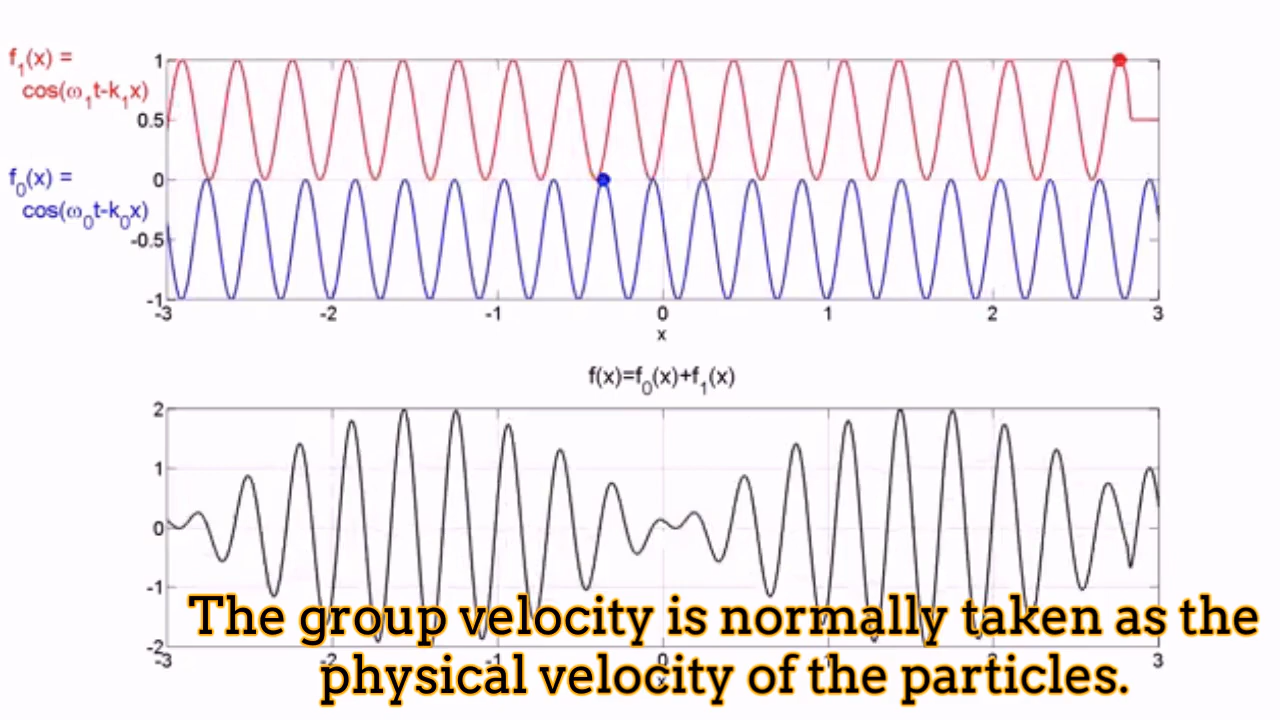 f₁(x) =
cos(ω₁t-k₁x)
1
0.5
f₀(x) =
0
cos(ω₀t-k₀x)
-0.5
-1
-3 -2 -1 0 1 2 3
x
f(x)=f₀(x)+f₁(x)
2
1
0
-1
-2
-3 -2 -1 0 1 2 3
x
The group velocity is normally taken as the
physical velocity of the particles.